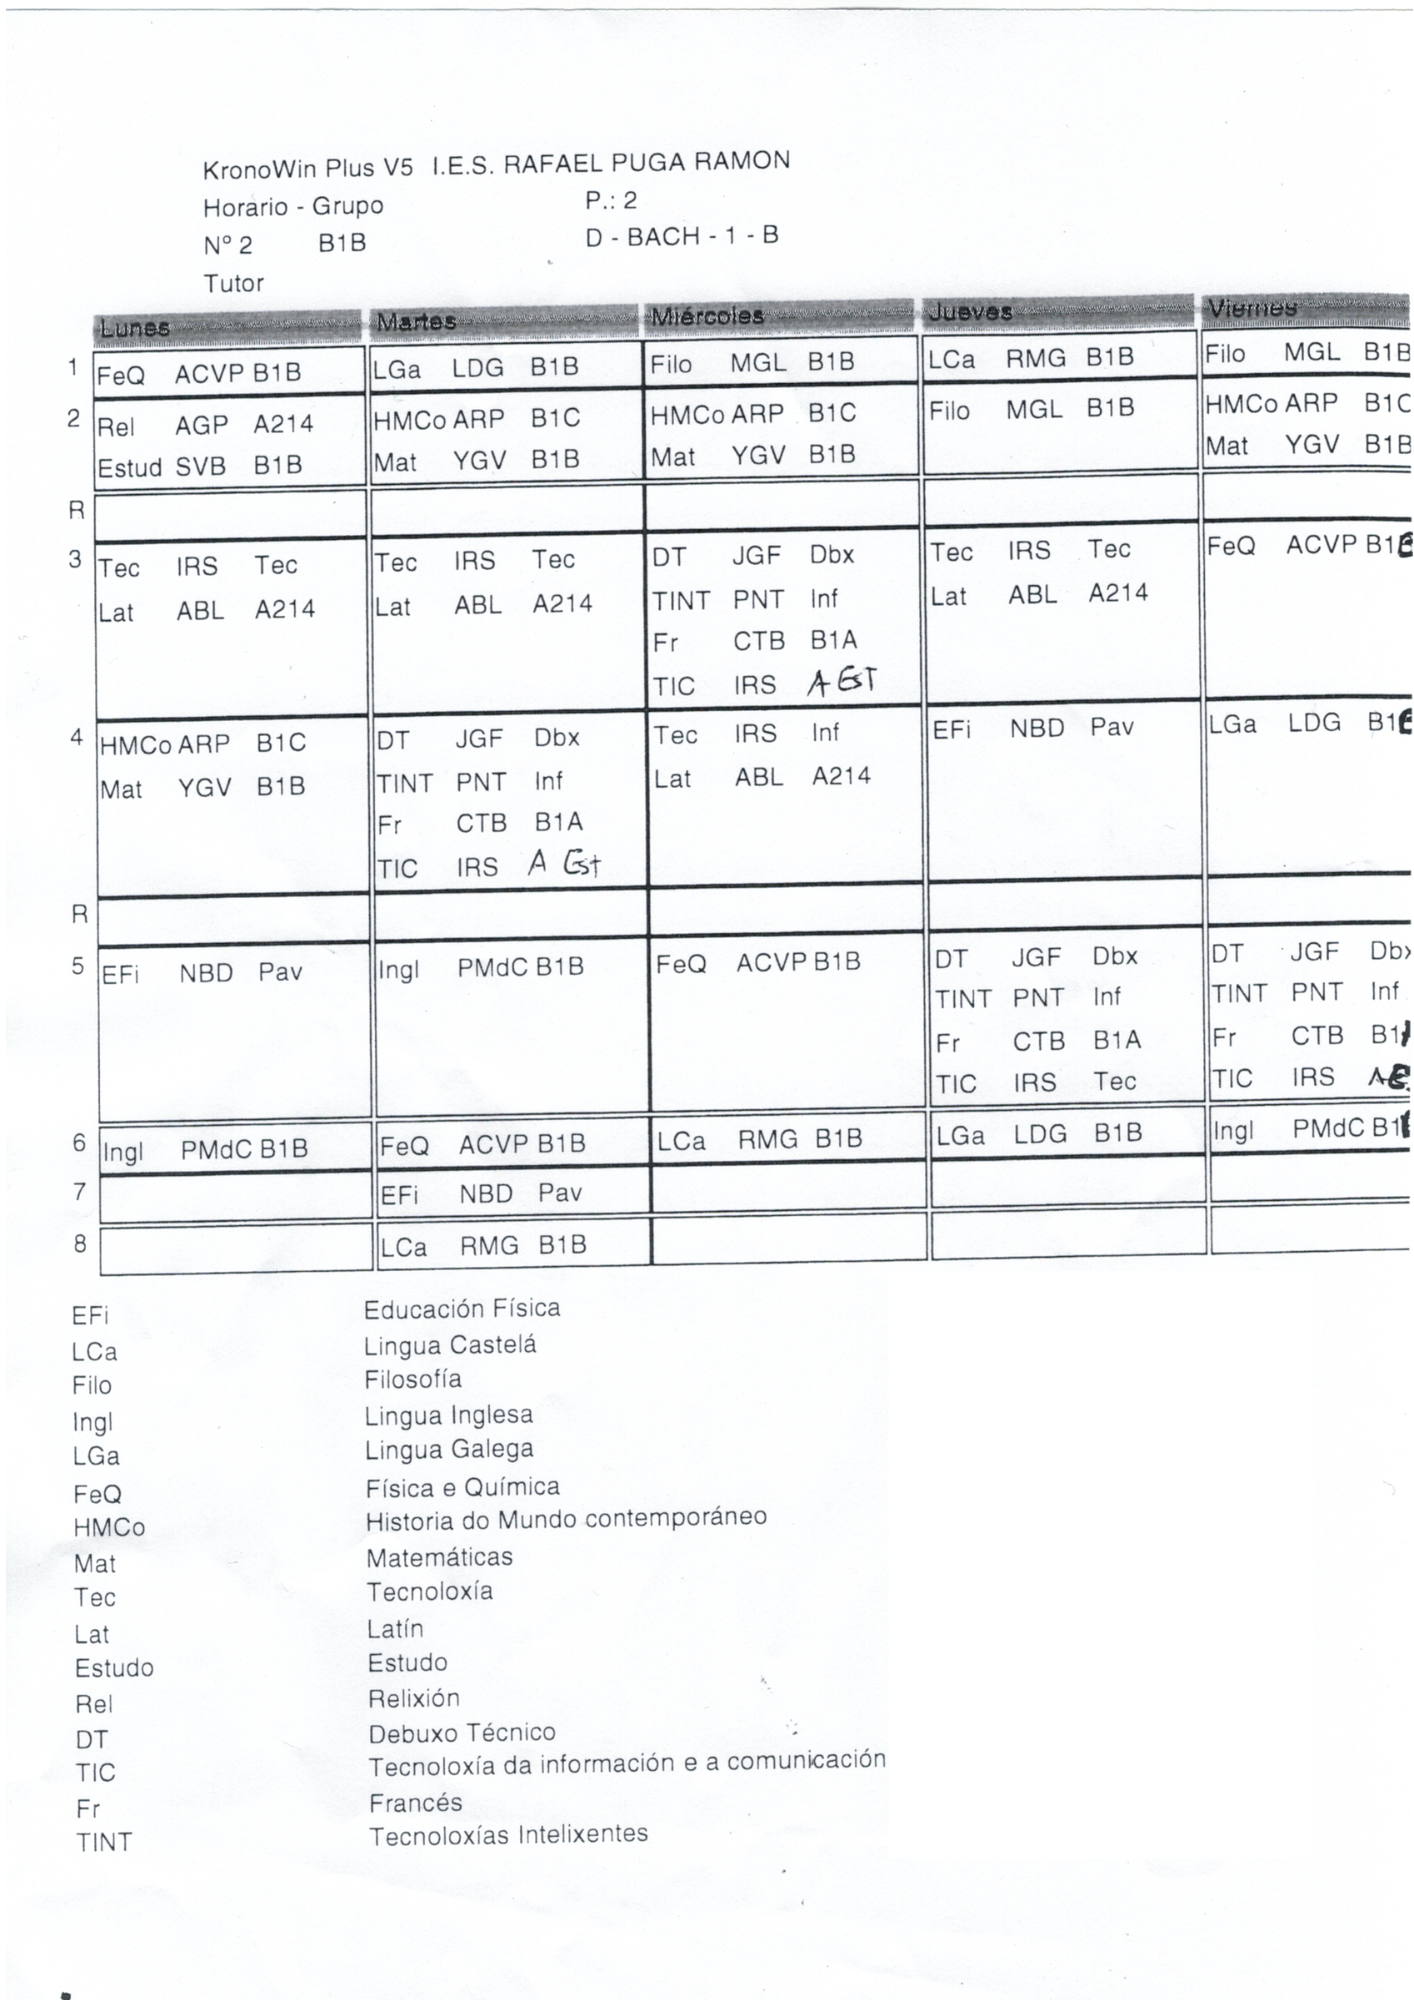 KronoWin Plus V5 I.E.S. RAFAEL PUGA RAMON
Horario - Grupo P.: 2
Nº 2 B1B D - BACH - 1 - B
Tutor
Lunes Martes Miércoles Jueves Viernes
1 FeQ ACVP B1B LGa LDG B1B Filo MGL B1B LCa RMG B1B Filo MGL B1B
2 Rel AGP A214 HMCo ARP B1C HMCo ARP B1C Filo MGL B1B HMCo ARP B1C
Estud SVB B1B Mat YGV B1B Mat YGV B1B Mat YGV B1B
R
3 Tec IRS Tec Tec IRS Tec DT JGF Dbx Tec IRS Tec FeQ ACVP B1B
Lat ABL A214 Lat ABL A214 TINT PNT Inf Lat ABL A214
Fr CTB B1A
TIC IRS A EST
4 HMCo ARP B1C DT JGF Dbx Tec IRS Inf EFi NBD Pav LGa LDG B1B
Mat YGV B1B TINT PNT Inf Lat ABL A214
Fr CTB B1A
TIC IRS A Est
R
5 EFi NBD Pav Ingl PMdC B1B FeQ ACVP B1B DT JGF Dbx DT JGF Dbx
TINT PNT Inf TINT PNT Inf
Fr CTB B1A Fr CTB B1A
TIC IRS Tec TIC IRS
6 Ingl PMdC B1B FeQ ACVP B1B LCa RMG B1B LGa LDG B1B Ingl PMdC B1B
7 EFi NBD Pav
8 LCa RMG B1B
EFi Educación Física
LCa Lingua Castelá
Filo Filosofía
Ingl Lingua Inglesa
LGa Lingua Galega
FeQ Física e Química
HMCo Historia do Mundo contemporáneo
Mat Matemáticas
Tec Tecnoloxía
Lat Latín
Estudo Estudo
Rel Relixión
DT Debuxo Técnico
TIC Tecnoloxía da información e a comunicación
Fr Francés
TINT Tecnoloxías Intelixentes